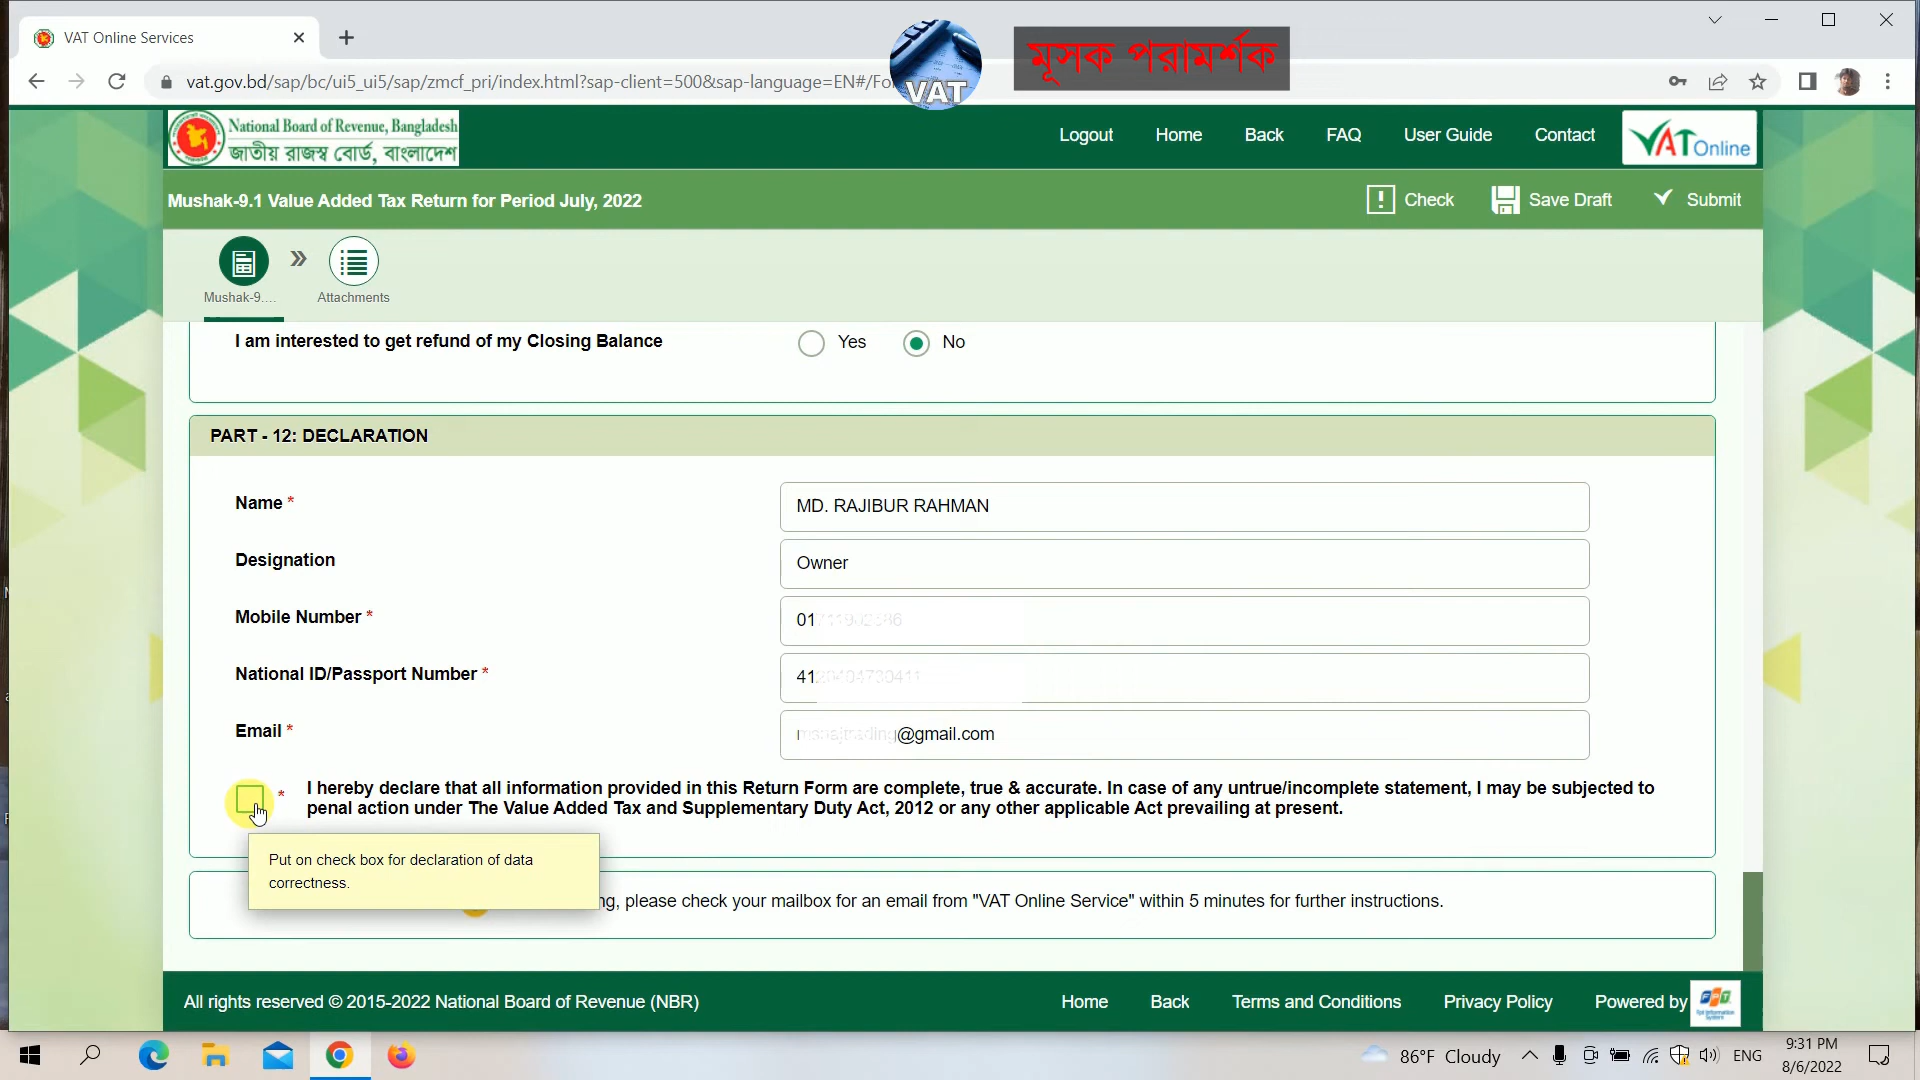 VAT Online Services
মূসক পরামর্শক
VAT
vat.gov.bd/sap/bc/ui5_ui5/sap/zmcf_pri/index.html?sap-client=500&sap-language=EN#/Fo
National Board of Revenue, Bangladesh
জাতীয় রাজস্ব বোর্ড, বাংলাদেশ
Logout Home Back FAQ User Guide Contact
VAT Online
Mushak-9.1 Value Added Tax Return for Period July, 2022
Check Save Draft Submit
Mushak-9.... Attachments
I am interested to get refund of my Closing Balance Yes No
PART - 12: DECLARATION
Name * MD. RAJIBUR RAHMAN
Designation Owner
Mobile Number * 01
National ID/Passport Number * 41
Email * @gmail.com
* I hereby declare that all information provided in this Return Form are complete, true & accurate. In case of any untrue/incomplete statement, I may be subjected to
penal action under The Value Added Tax and Supplementary Duty Act, 2012 or any other applicable Act prevailing at present.
Put on check box for declaration of data
correctness.
ng, please check your mailbox for an email from "VAT Online Service" within 5 minutes for further instructions.
All rights reserved © 2015-2022 National Board of Revenue (NBR)
Home Back Terms and Conditions Privacy Policy Powered by
FPT
86°F Cloudy ENG
9:31 PM
8/6/2022